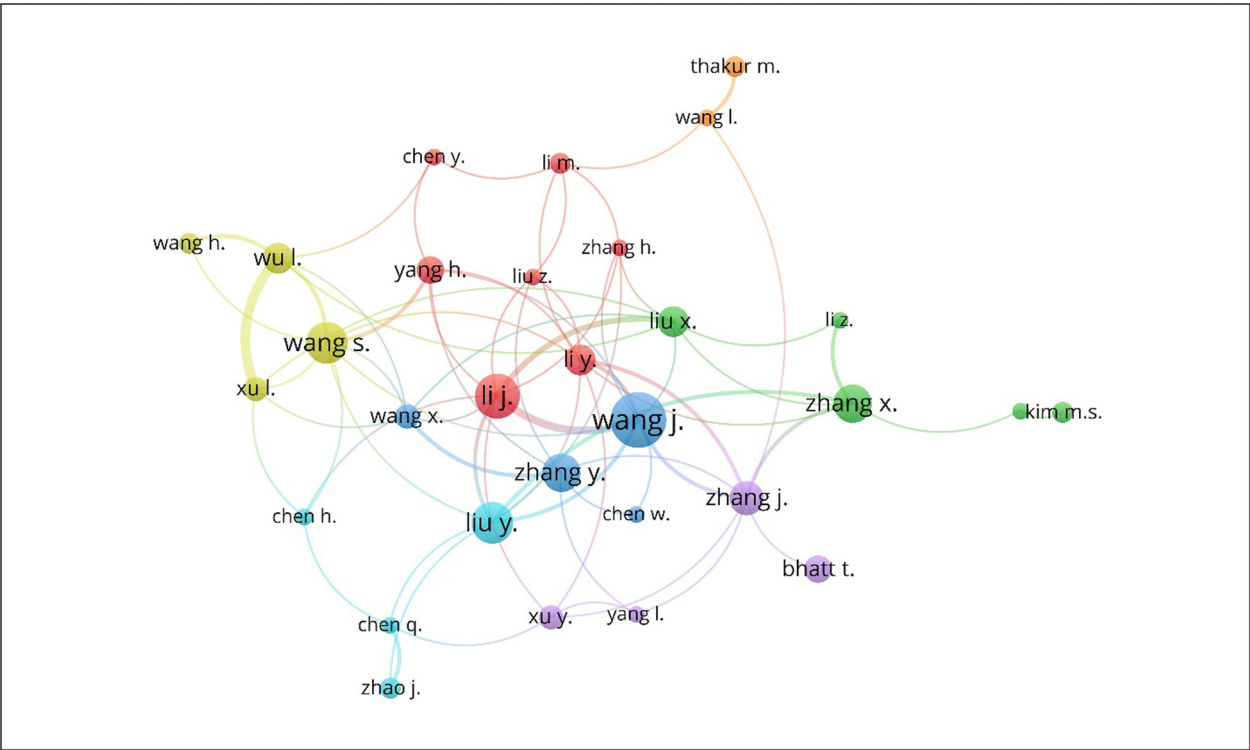 thakur m.
wang l.
chen y.
li m.
wang h.
wu l.
zhang h.
yang h.
liu z.
liu x.
li z.
wang s.
li y.
xu l.
li j.
zhang x.
wang x.
wang j.
kim m.s.
zhang y.
zhang j.
chen h.
liu y.
chen w.
bhatt t.
xu y.
yang l.
chen q.
zhao j.